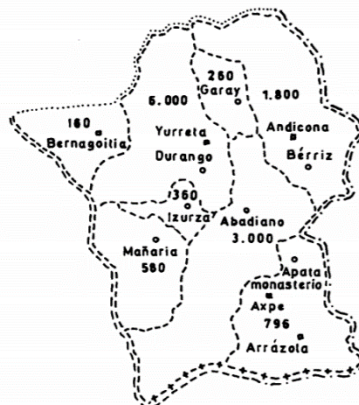 260
Garay
6.000
1.800
160
Bernagoitia
Andicona
Yurreta
Bérriz
Durango
1360
Izurza
Abadiano
3.000
Mañaria
580
Apata
monasterio
Axpe
796
Arrázola